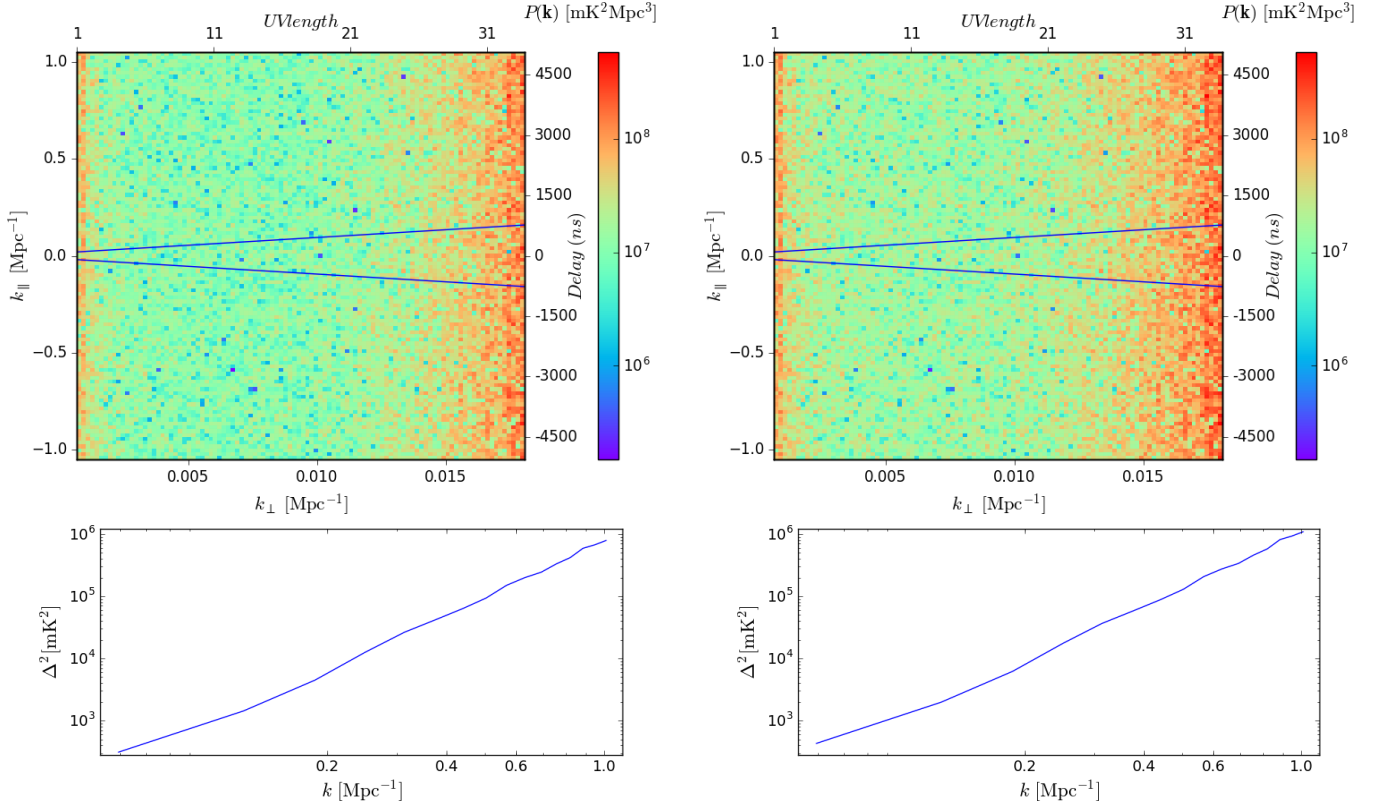 UVlength
P(k) [mK²Mpc³]
1 11 21 31
1.0
0.5
0.0
−0.5
−1.0
k∥ [Mpc⁻¹]
4500
3000
1500
0
-1500
-3000
-4500
Delay (ns)
10⁸
10⁷
10⁶
0.005 0.010 0.015
k⊥ [Mpc⁻¹]
UVlength
P(k) [mK²Mpc³]
1 11 21 31
1.0
0.5
0.0
−0.5
−1.0
k∥ [Mpc⁻¹]
4500
3000
1500
0
-1500
-3000
-4500
Delay (ns)
10⁸
10⁷
10⁶
0.005 0.010 0.015
k⊥ [Mpc⁻¹]
10⁶
10⁵
10⁴
10³
Δ² [mK²]
0.2 0.4 0.6 1.0
k [Mpc⁻¹]
10⁶
10⁵
10⁴
10³
Δ² [mK²]
0.2 0.4 0.6 1.0
k [Mpc⁻¹]